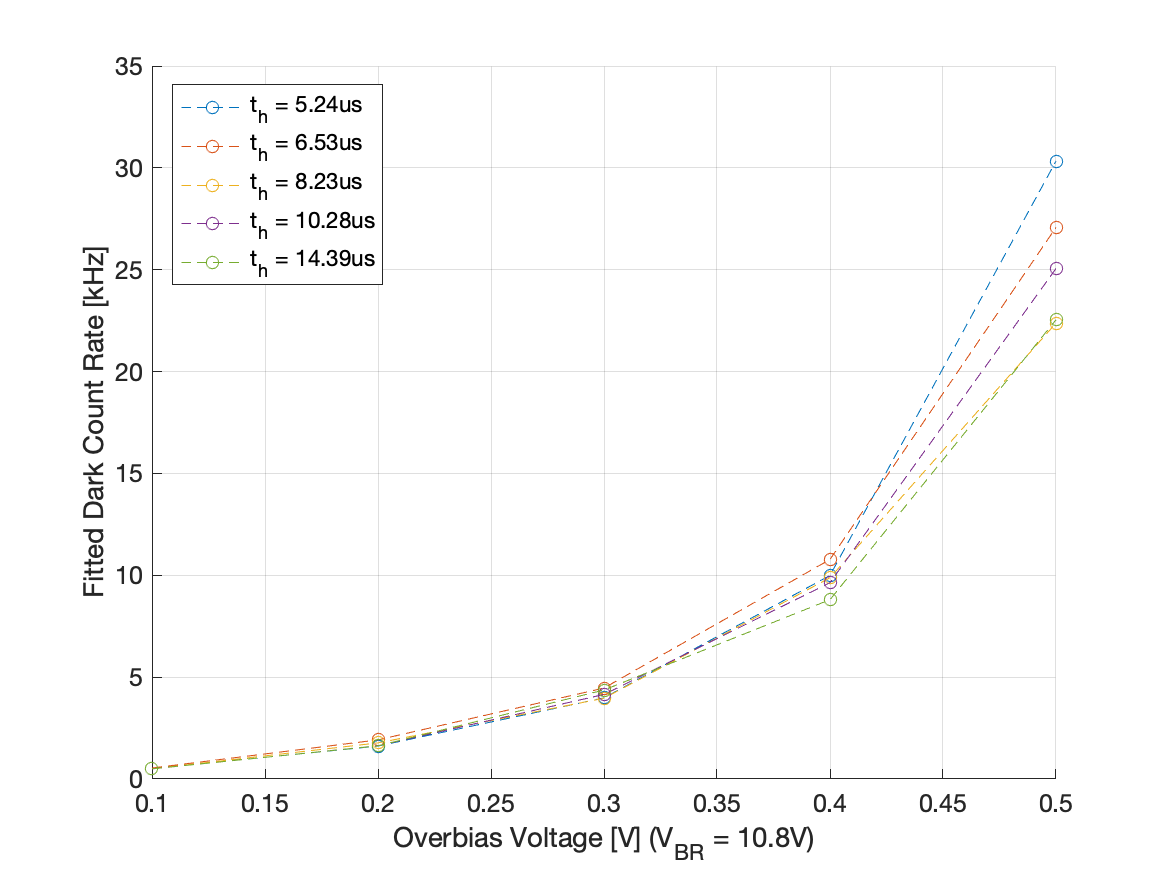 35
30
25
20
15
10
5
0
Fitted Dark Count Rate [kHz]
t_h = 5.24us
t_h = 6.53us
t_h = 8.23us
t_h = 10.28us
t_h = 14.39us
0.1 0.15 0.2 0.25 0.3 0.35 0.4 0.45 0.5
Overbias Voltage [V] (V_BR = 10.8V)